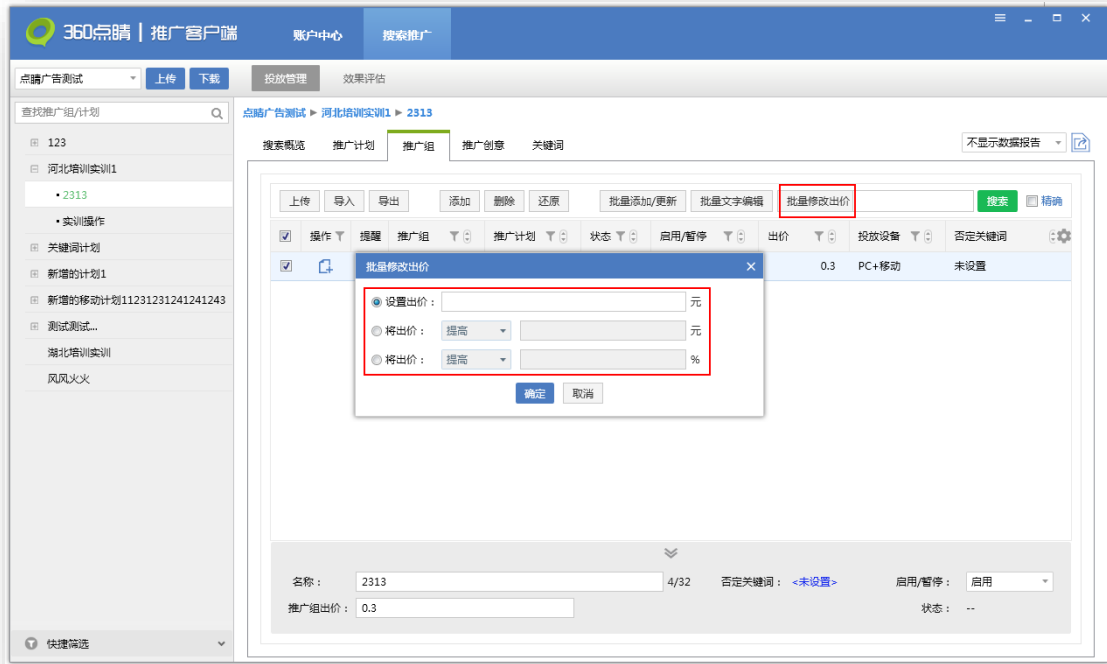 360点睛 | 推广客户端 账户中心 搜索推广
点睛广告测试 上传 下载 投放管理 效果评估
查找推广组/计划
123
河北培训实训1
• 2313
• 实训操作
关键词计划
新增的计划1
新增的移动计划11231231241241243
测试测试...
湖北培训实训
风风火火
快捷筛选
点睛广告测试 ▶ 河北培训实训1 ▶ 2313
搜索概览 推广计划 推广组 推广创意 关键词 不显示数据报告
上传 导入 导出 添加 删除 还原 批量添加/更新 批量文字编辑 批量修改出价 搜索 精确
操作 提醒 推广组 推广计划 状态 启用/暂停 出价 投放设备 否定关键词
0.3 PC+移动 未设置
批量修改出价
设置出价： 元
将出价： 提高 元
将出价： 提高 %
确定 取消
名称： 2313 4/32 否定关键词： <未设置> 启用/暂停： 启用
推广组出价： 0.3 状态： --